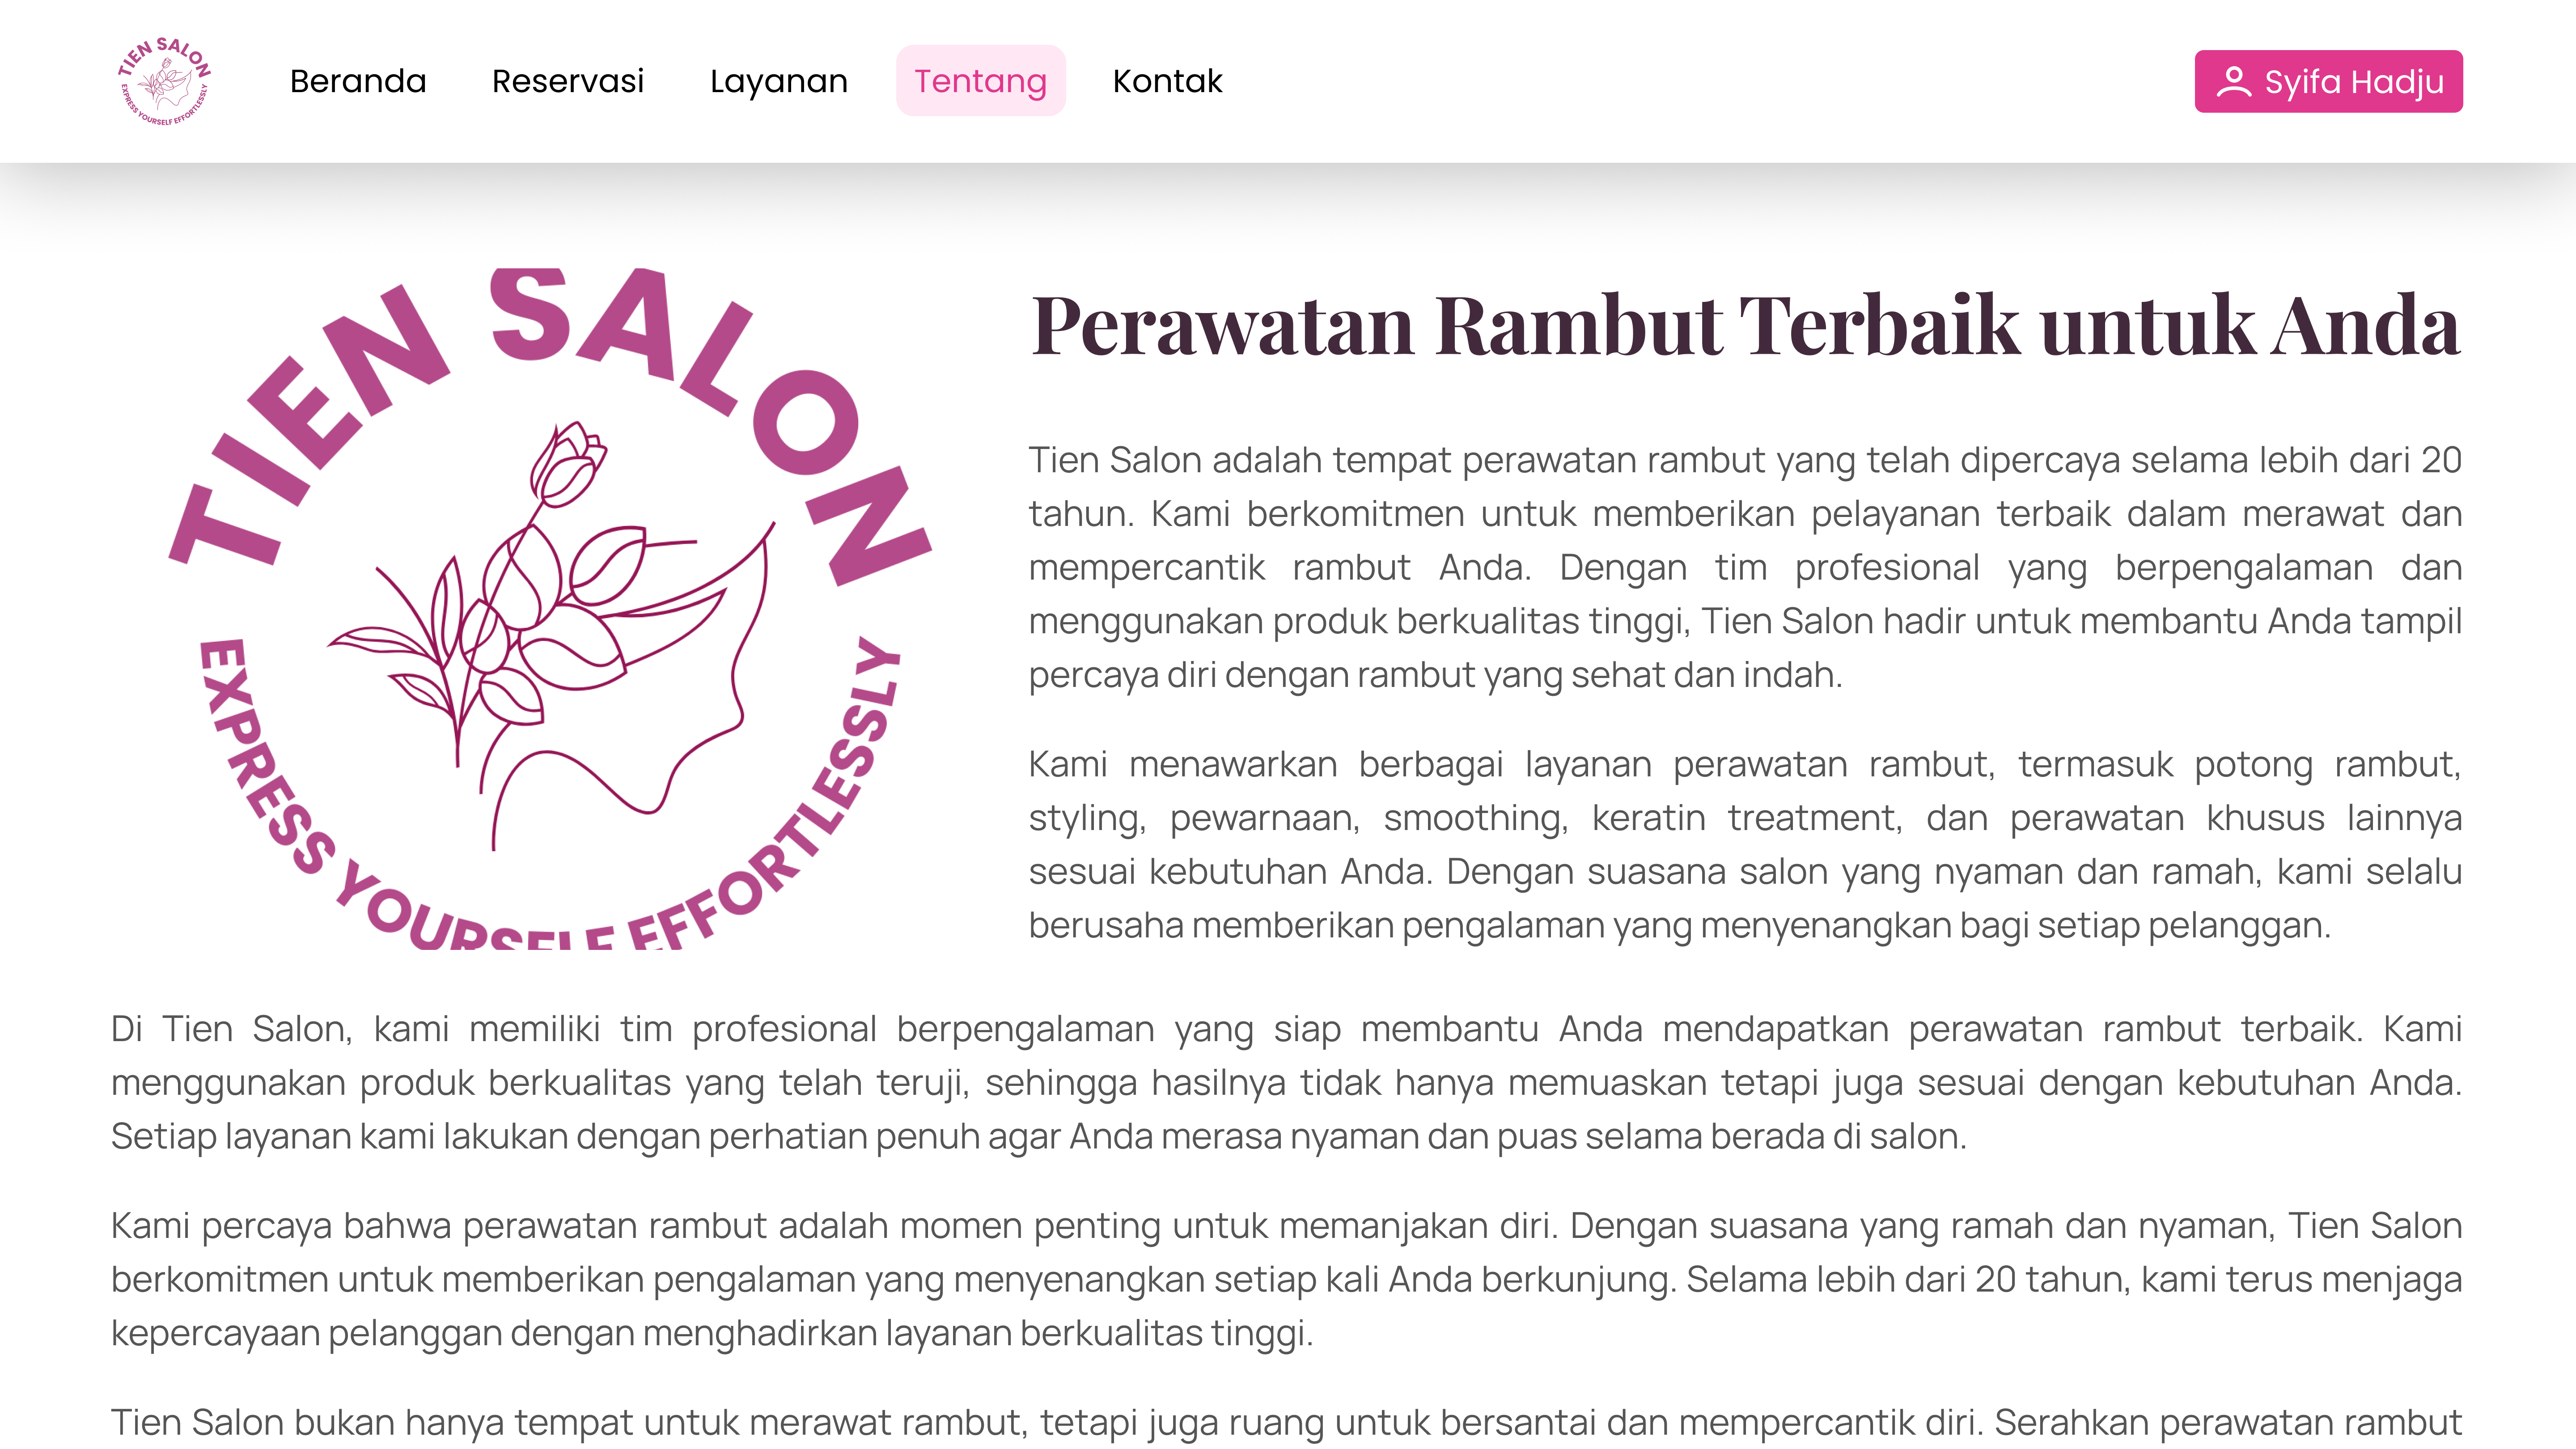 TIEN SALON
EXPRESS YOURSELF EFFORTLESSLY
Beranda
Reservasi
Layanan
Tentang
Kontak
Syifa Hadju
TIEN SALON
EXPRESS YOURSELF EFFORTLESSLY
Perawatan Rambut Terbaik untuk Anda
Tien Salon adalah tempat perawatan rambut yang telah dipercaya selama lebih dari 20
tahun. Kami berkomitmen untuk memberikan pelayanan terbaik dalam merawat dan
mempercantik rambut Anda. Dengan tim profesional yang berpengalaman dan
menggunakan produk berkualitas tinggi, Tien Salon hadir untuk membantu Anda tampil
percaya diri dengan rambut yang sehat dan indah.
Kami menawarkan berbagai layanan perawatan rambut, termasuk potong rambut,
styling, pewarnaan, smoothing, keratin treatment, dan perawatan khusus lainnya
sesuai kebutuhan Anda. Dengan suasana salon yang nyaman dan ramah, kami selalu
berusaha memberikan pengalaman yang menyenangkan bagi setiap pelanggan.
Di Tien Salon, kami memiliki tim profesional berpengalaman yang siap membantu Anda mendapatkan perawatan rambut terbaik. Kami
menggunakan produk berkualitas yang telah teruji, sehingga hasilnya tidak hanya memuaskan tetapi juga sesuai dengan kebutuhan Anda.
Setiap layanan kami lakukan dengan perhatian penuh agar Anda merasa nyaman dan puas selama berada di salon.
Kami percaya bahwa perawatan rambut adalah momen penting untuk memanjakan diri. Dengan suasana yang ramah dan nyaman, Tien Salon
berkomitmen untuk memberikan pengalaman yang menyenangkan setiap kali Anda berkunjung. Selama lebih dari 20 tahun, kami terus menjaga
kepercayaan pelanggan dengan menghadirkan layanan berkualitas tinggi.
Tien Salon bukan hanya tempat untuk merawat rambut, tetapi juga ruang untuk bersantai dan mempercantik diri. Serahkan perawatan rambut